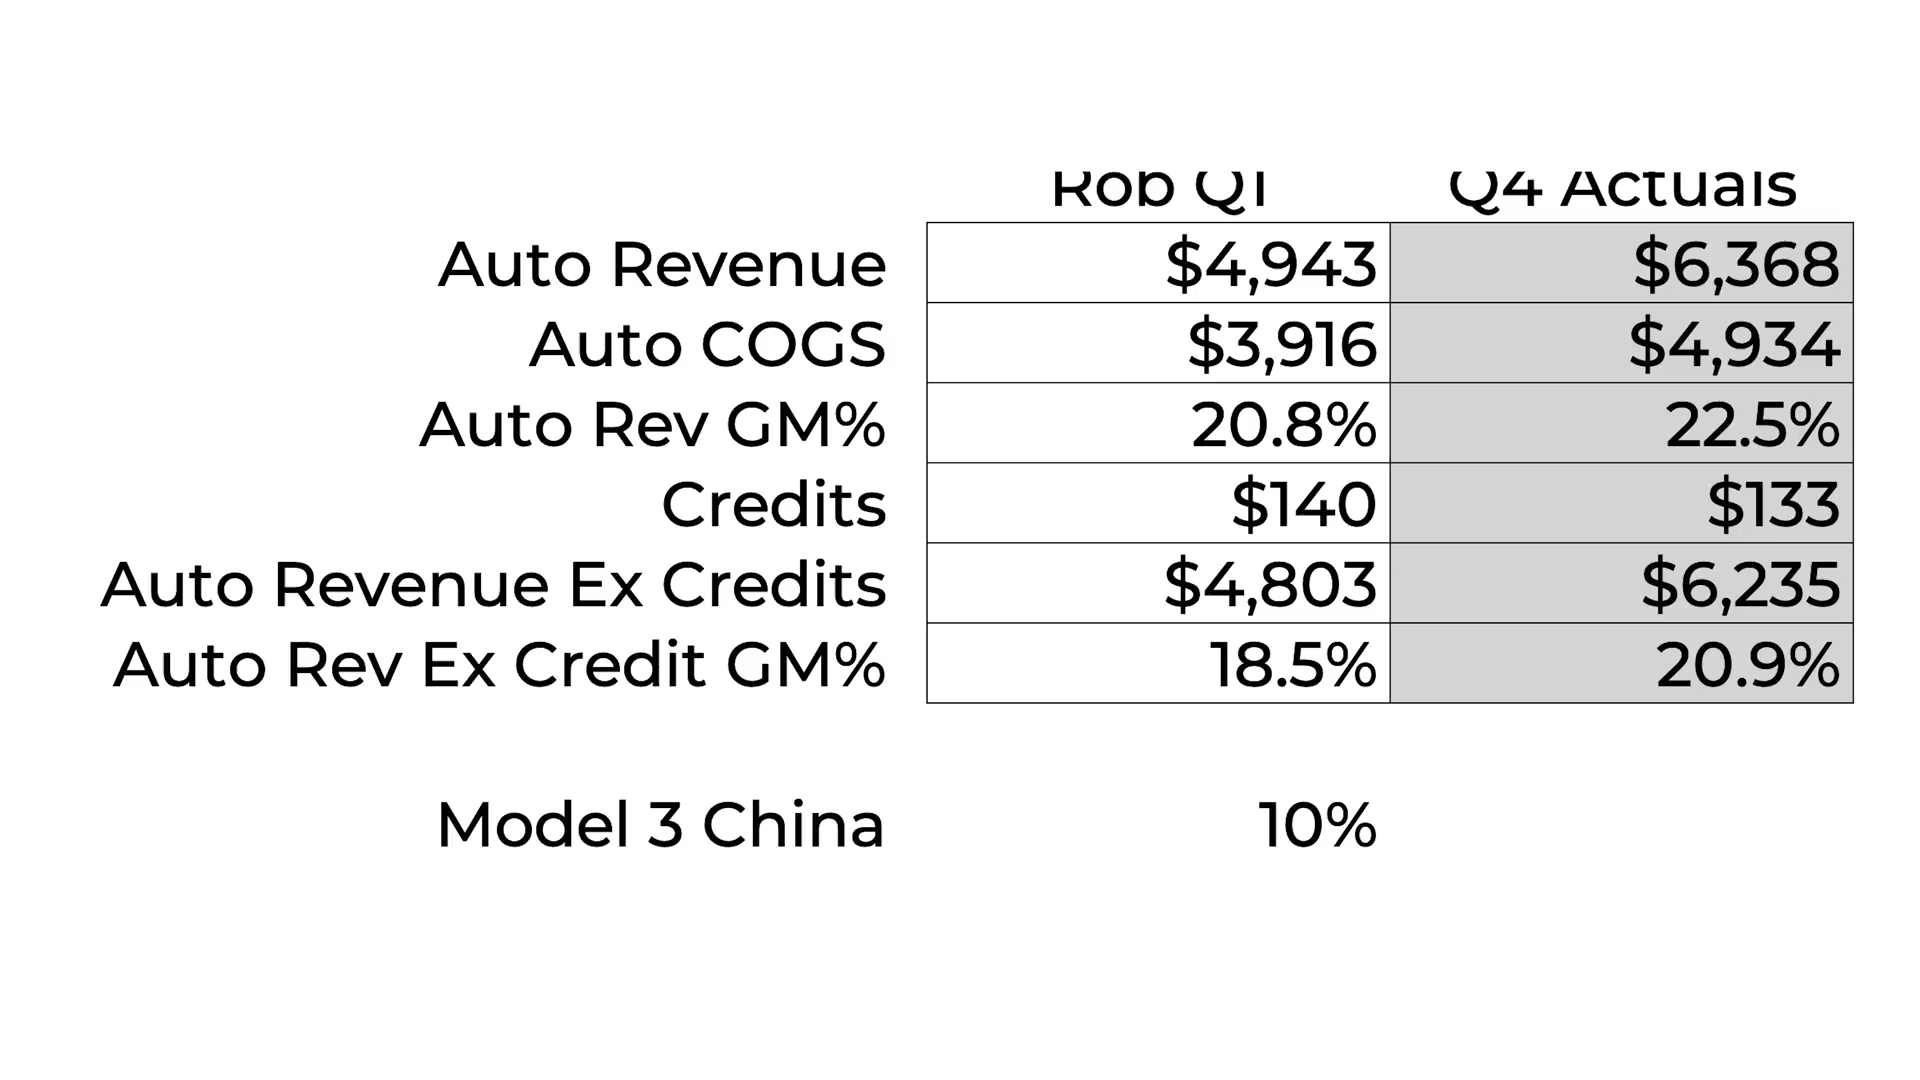 Rob Q1 Q4 Actuals
Auto Revenue $4,943 $6,368
Auto COGS $3,916 $4,934
Auto Rev GM% 20.8% 22.5%
Credits $140 $133
Auto Revenue Ex Credits $4,803 $6,235
Auto Rev Ex Credit GM% 18.5% 20.9%
Model 3 China 10%